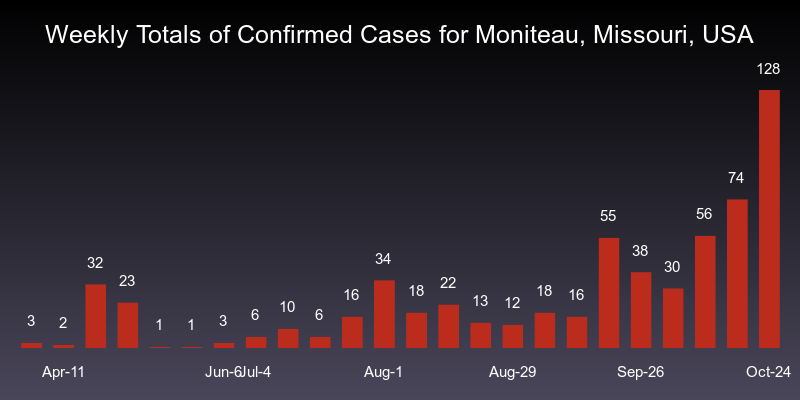 Weekly Totals of Confirmed Cases for Moniteau, Missouri, USA
3 2 32 23 1 1 3 6 10 6 16 34 18 22 13 12 18 16 55 38 30 56 74 128
Apr-11 Jun-6 Jul-4 Aug-1 Aug-29 Sep-26 Oct-24